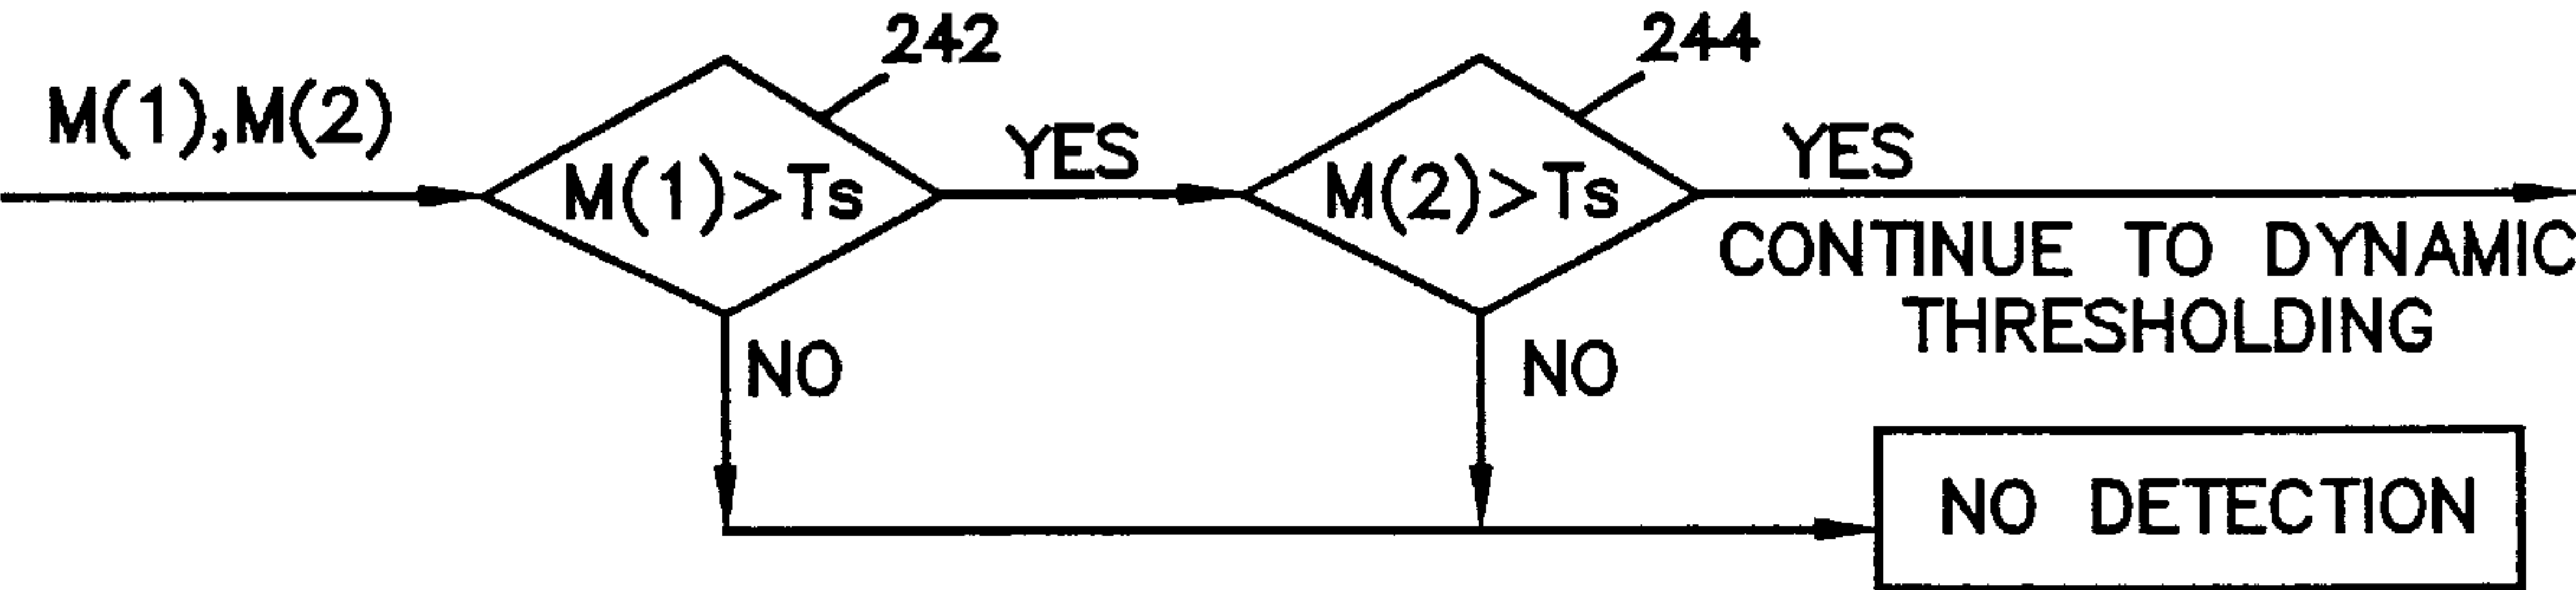 242
244
M(1),M(2)
YES
YES
M(1)>Ts
M(2)>Ts
CONTINUE TO DYNAMIC
THRESHOLDING
NO
NO
NO DETECTION